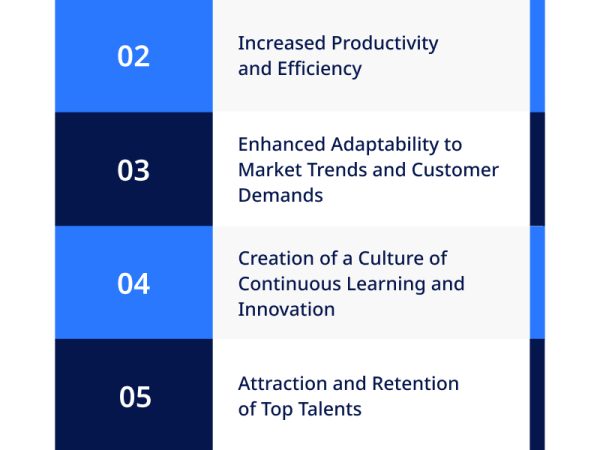 02
Increased Productivity
and Efficiency
03
Enhanced Adaptability to
Market Trends and Customer
Demands
04
Creation of a Culture of
Continuous Learning and
Innovation
05
Attraction and Retention
of Top Talents